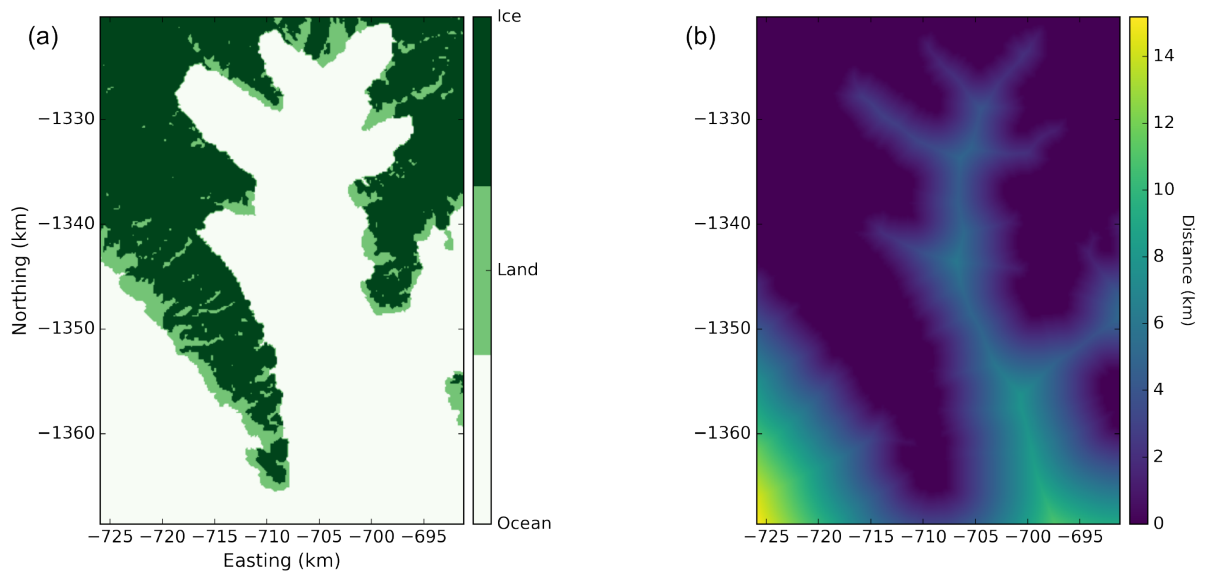 (a)
Ice
Land
Ocean
−1330
−1340
−1350
−1360
Northing (km)
−725 −720 −715 −710 −705 −700 −695
Easting (km)
(b)
−1330
−1340
−1350
−1360
−725 −720 −715 −710 −705 −700 −695
14
12
10
8
6
4
2
0
Distance (km)